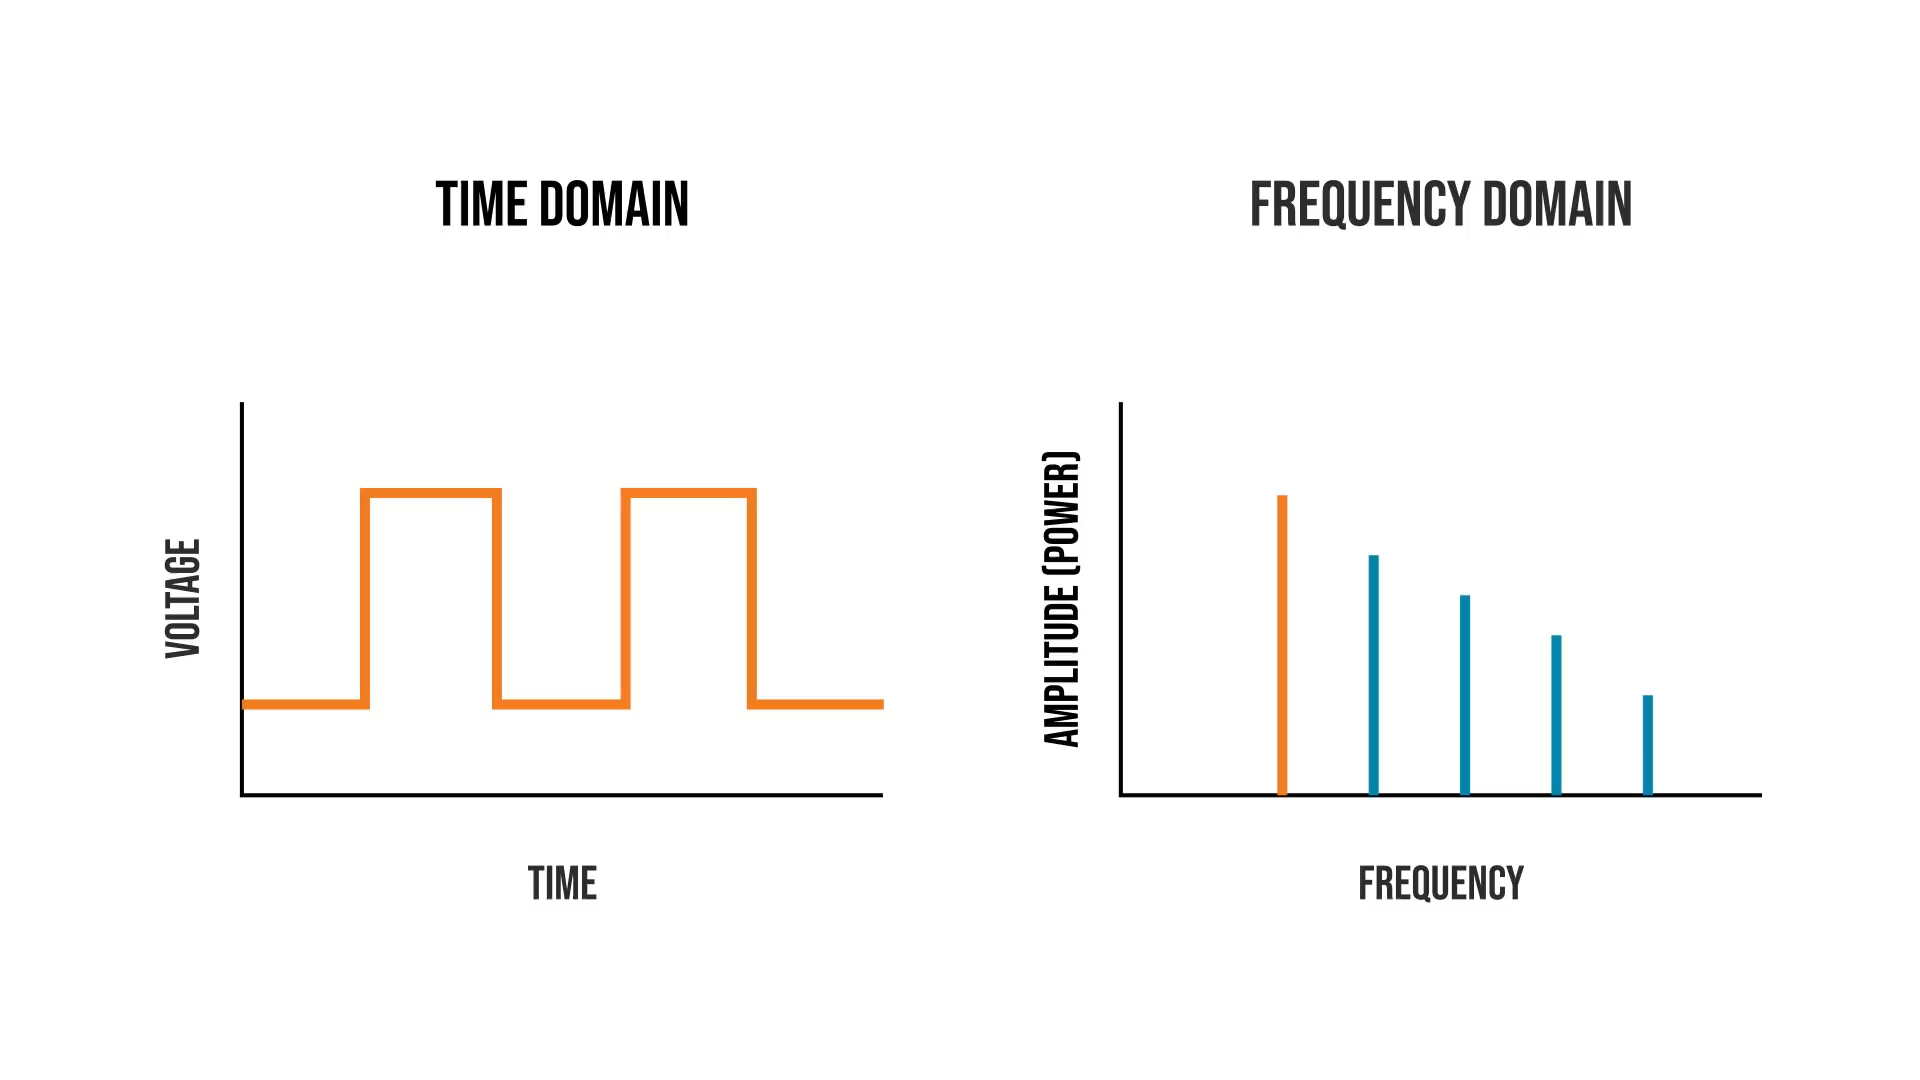 TIME DOMAIN
FREQUENCY DOMAIN
VOLTAGE
TIME
AMPLITUDE (POWER)
FREQUENCY